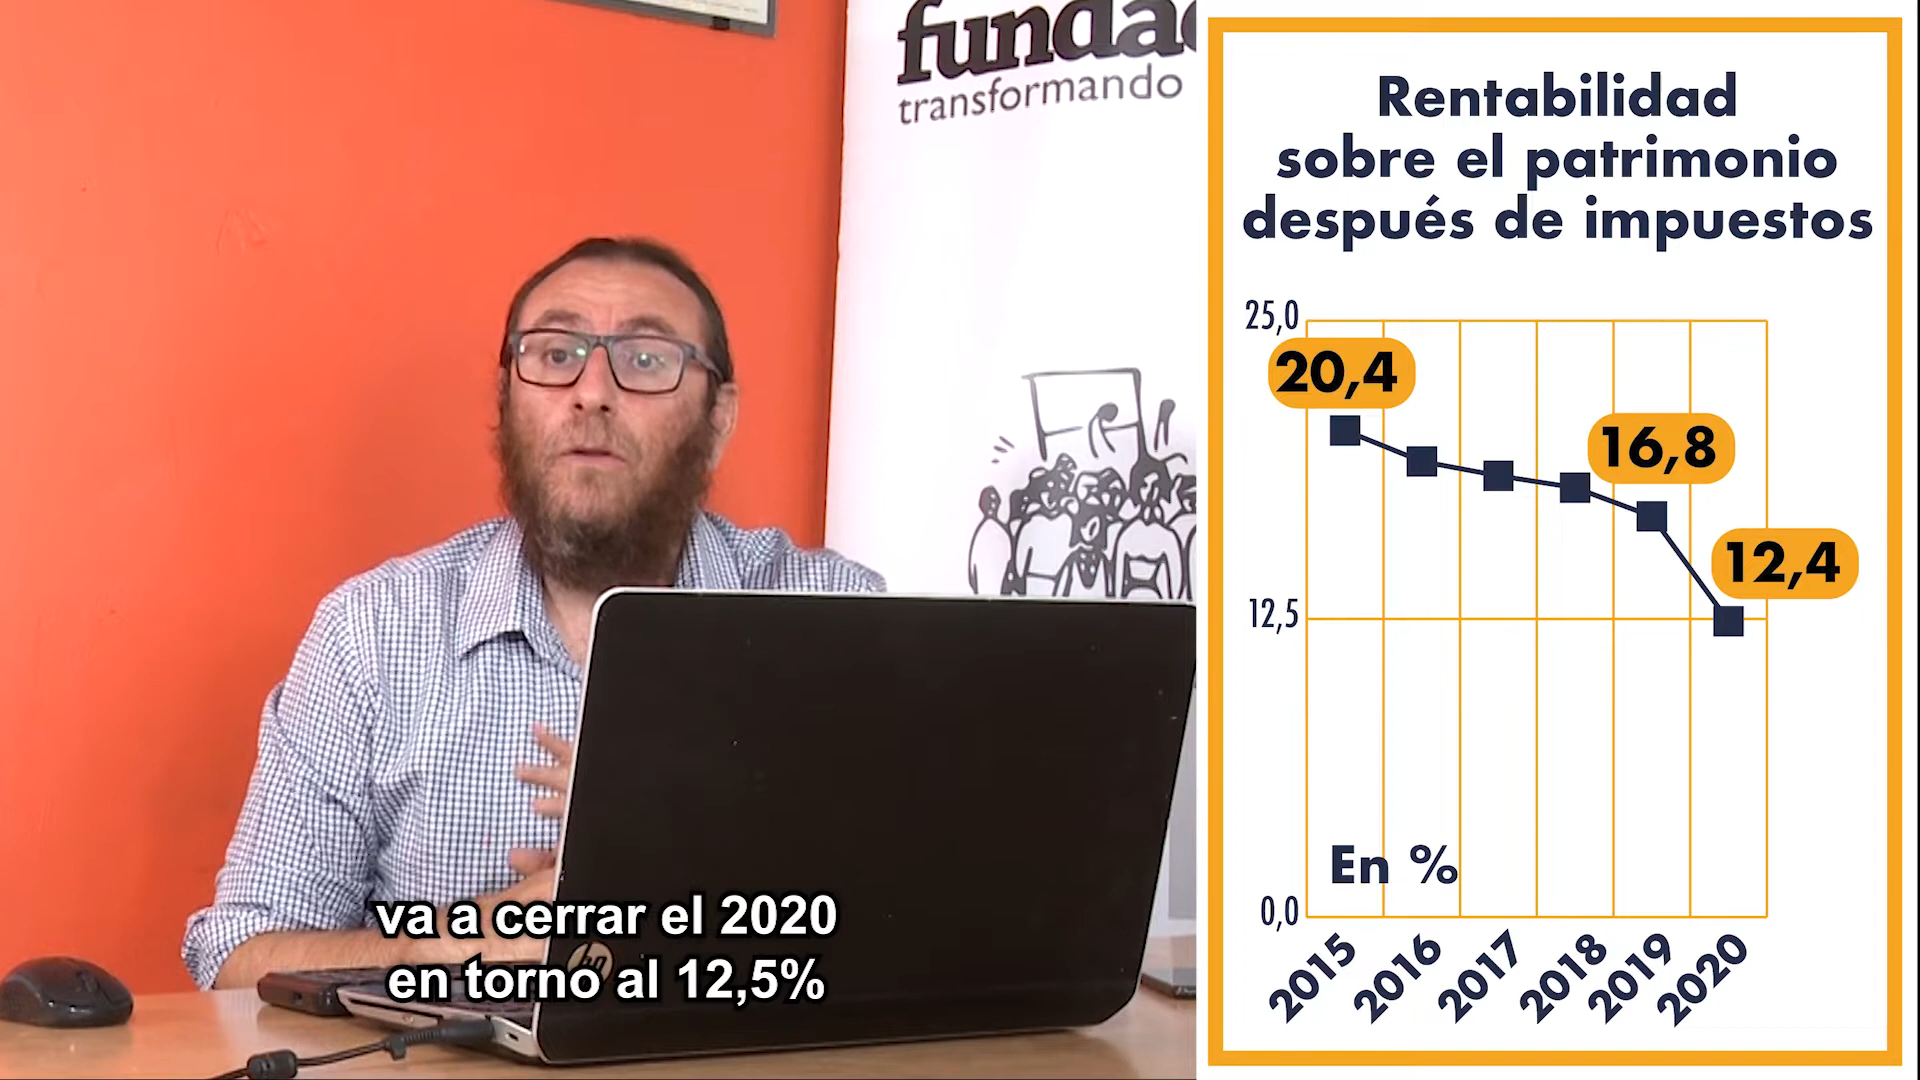 transformando
Rentabilidad
sobre el patrimonio
después de impuestos
25,0
20,4
16,8
12,4
12,5
En %
0,0
2015
2016
2017
2018
2019
2020
va a cerrar el 2020
en torno al 12,5%
hp